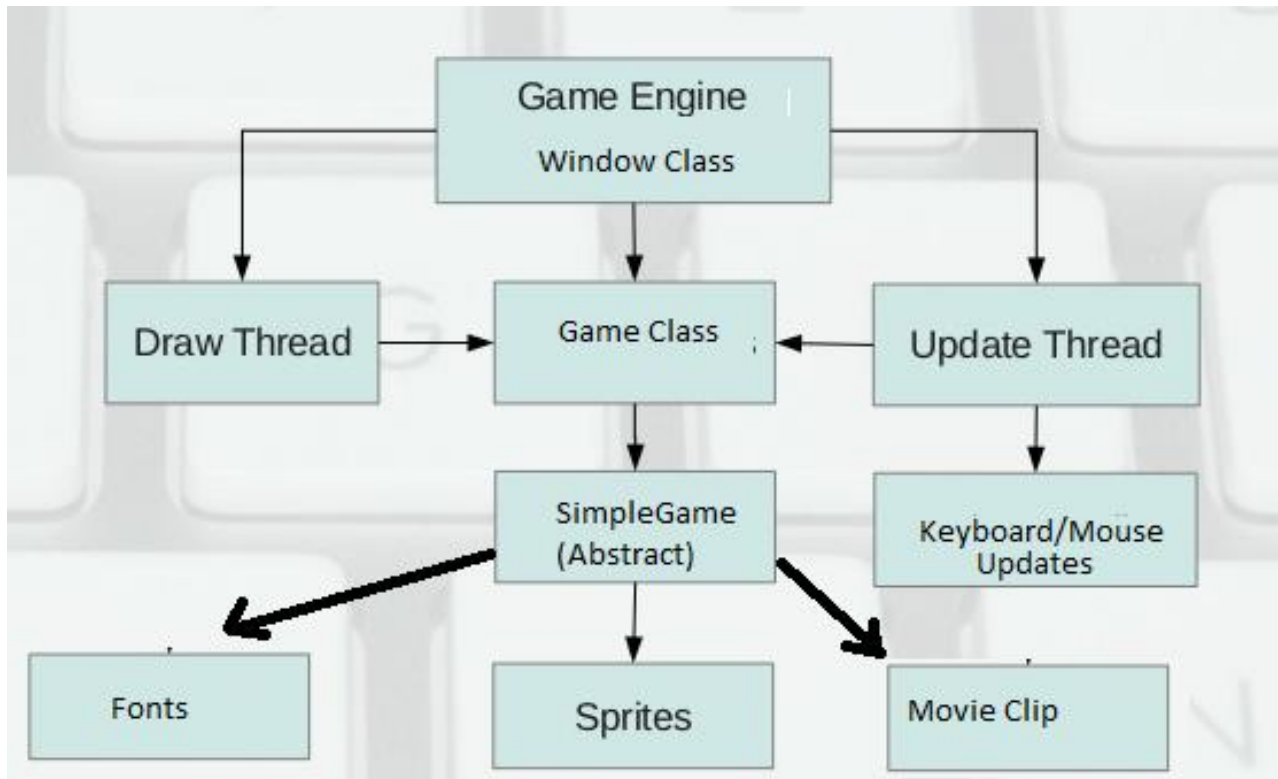 Game Engine
Window Class
Draw Thread
Game Class ;
Update Thread
SimpleGame
(Abstract)
Keyboard/Mouse
Updates
Fonts
Sprites
Movie Clip